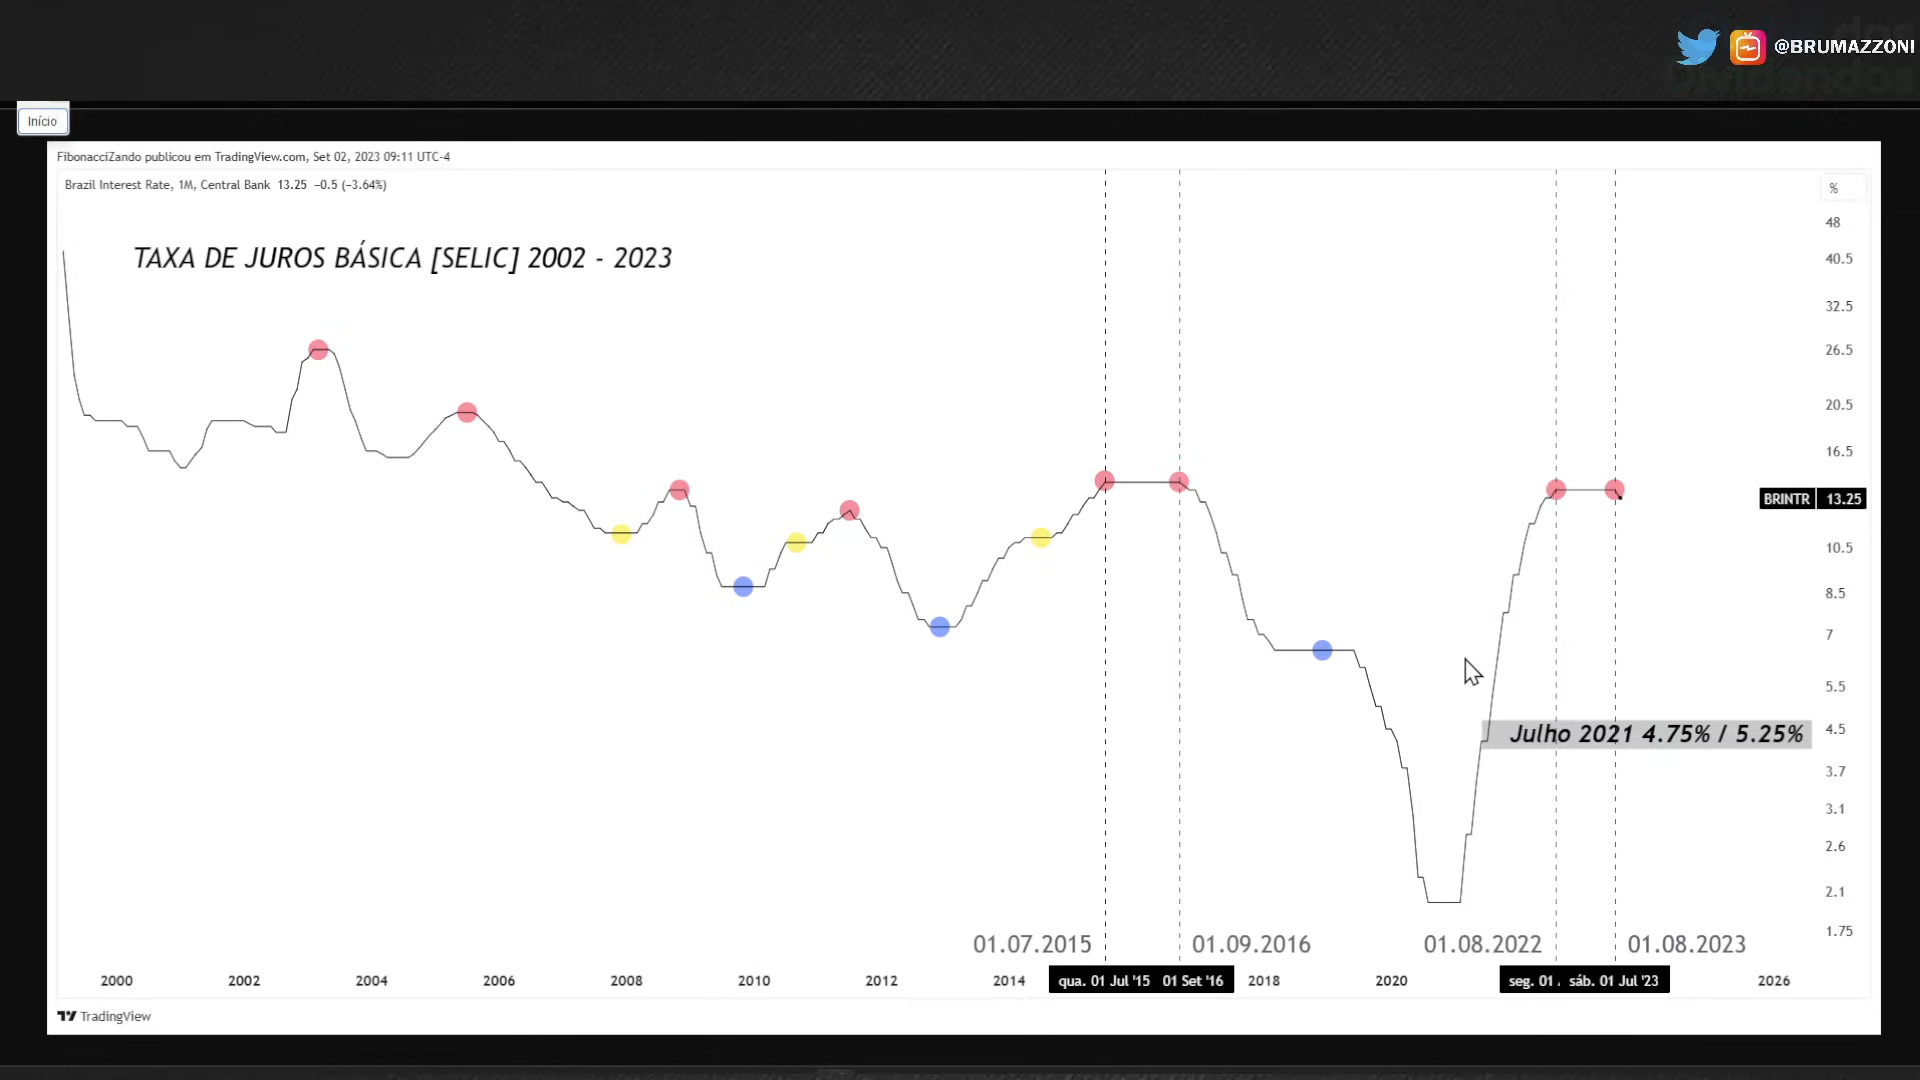 @BRUMAZZONI
Início
FibonacciZando publicou em TradingView.com, Set 02, 2023 09:11 UTC-4
Brazil Interest Rate, 1M, Central Bank 13.25 −0.5 (−3.64%)
%
TAXA DE JUROS BÁSICA [SELIC] 2002 - 2023
48
40.5
32.5
26.5
20.5
16.5
BRINTR 13.25
10.5
8.5
7
5.5
Julho 2021 4.75% / 5.25%
4.5
3.7
3.1
2.6
2.1
1.75
01.07.2015 01.09.2016 01.08.2022 01.08.2023
2000 2002 2004 2006 2008 2010 2012 2014 qua. 01 Jul '15 01 Set '16 2018 2020 seg. 01 sáb. 01 Jul '23 2026
TradingView